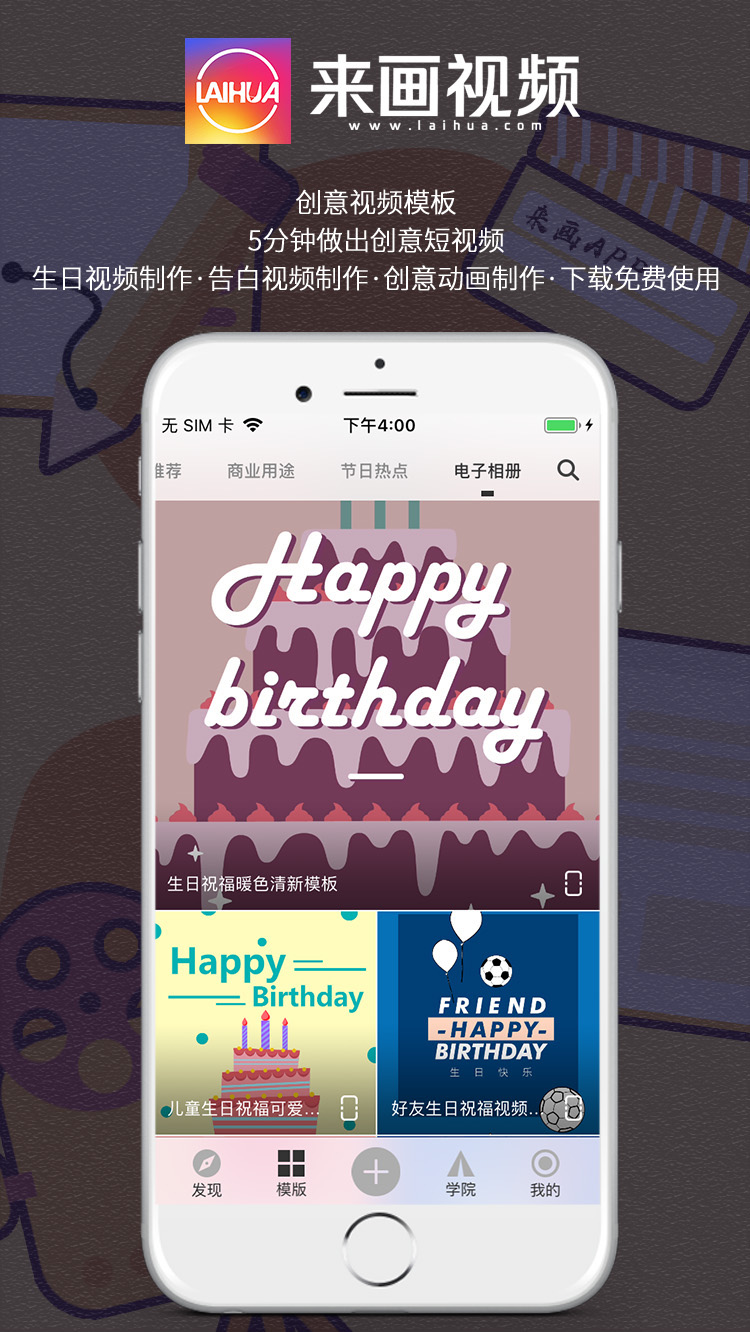 LAIHUA
来画视频
www.laihua.com
来画APP
创意视频模板
5分钟做出创意短视频
生日视频制作·告白视频制作·创意动画制作·下载免费使用
无 SIM 卡 下午4:00
推荐 商业用途 节日热点 电子相册
Happy
birthday
生日祝福暖色清新模板
Happy
Birthday
儿童生日祝福可爱...
FRIEND
-HAPPY-
BIRTHDAY
生日快乐
好友生日祝福视频...
发现 模版 学院 我的